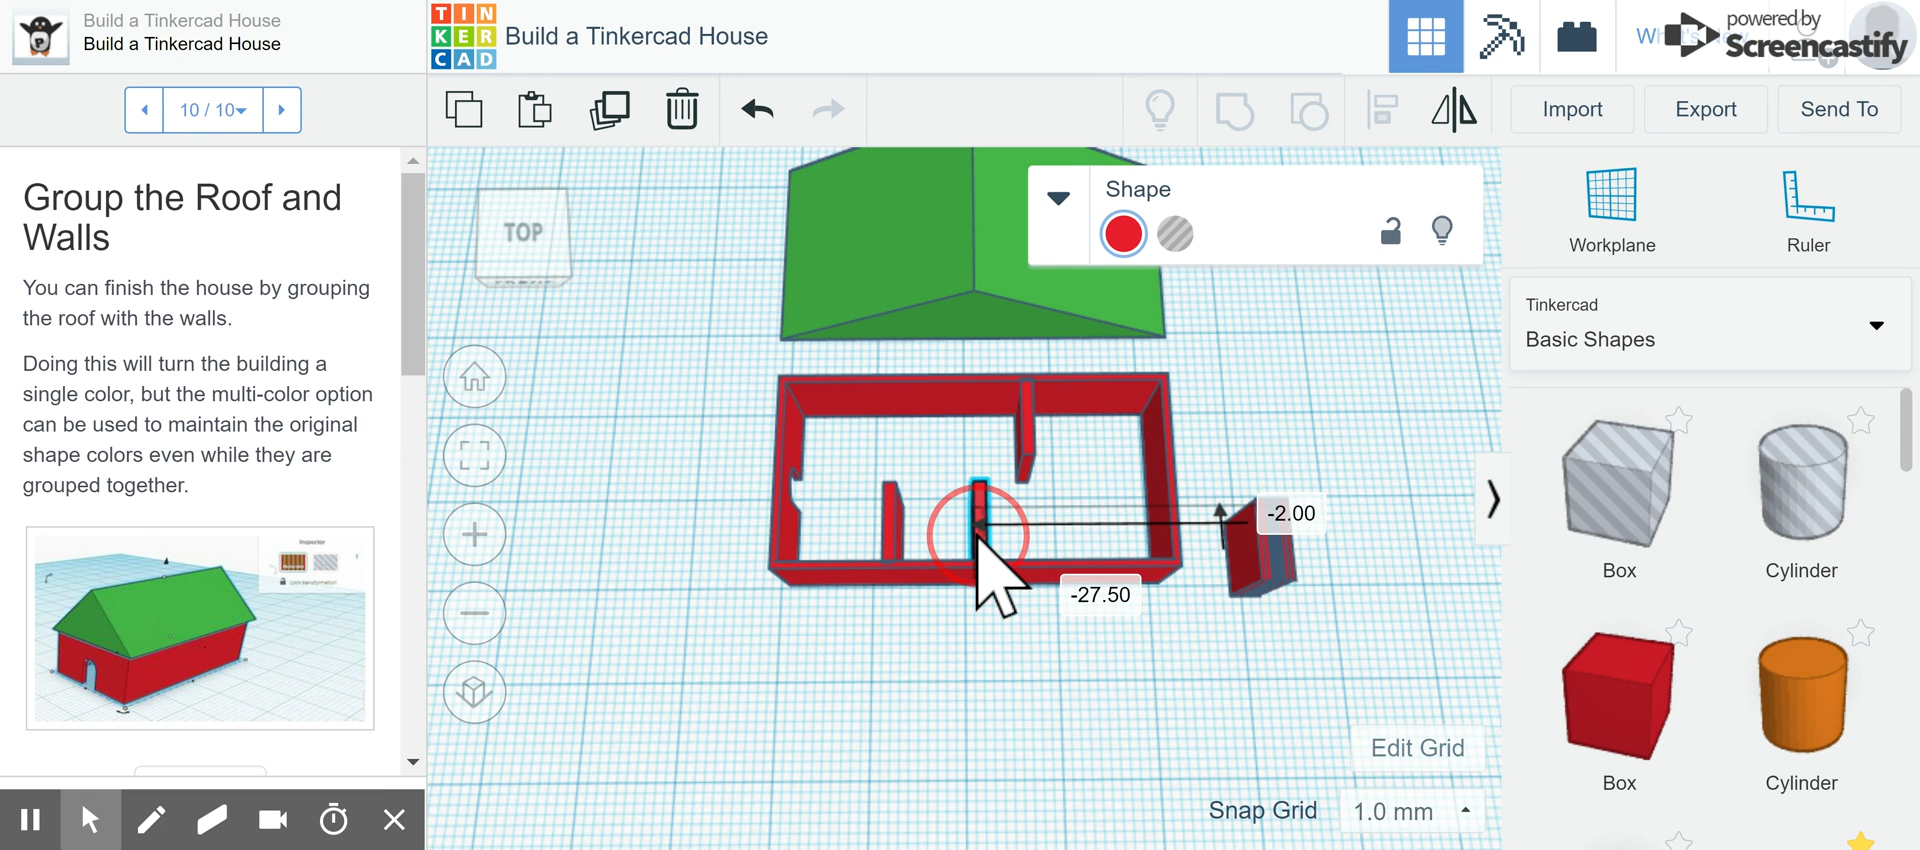 Build a Tinkercad House
Build a Tinkercad House
TIN
KER
CAD
Build a Tinkercad House
powered by
Screencastify
10 / 10
Import
Export
Send To
Group the Roof and
Walls
You can finish the house by grouping
the roof with the walls.
Doing this will turn the building a
single color, but the multi-color option
can be used to maintain the original
shape colors even while they are
grouped together.
Inspector
Lock transformation
TOP
FRONT
Shape
-2.00
-27.50
Edit Grid
Snap Grid
1.0 mm
Workplane
Ruler
Tinkercad
Basic Shapes
Box
Cylinder
Box
Cylinder